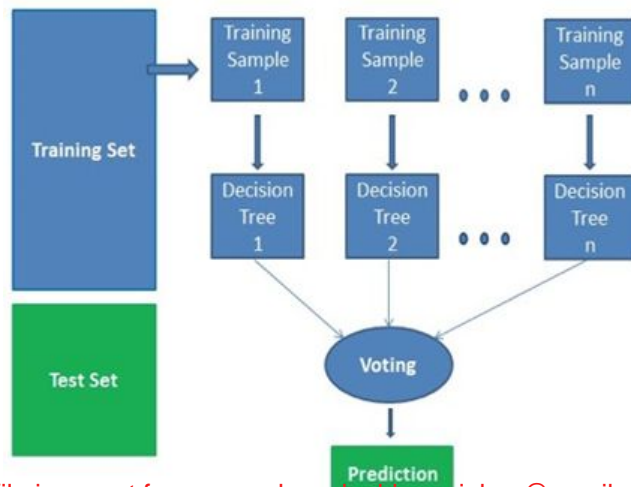 Training
Sample
1
Training
Sample
2
Training
Sample
n
Training Set
Decision
Tree
1
Decision
Tree
2
Decision
Tree
n
Test Set
Voting
Prediction